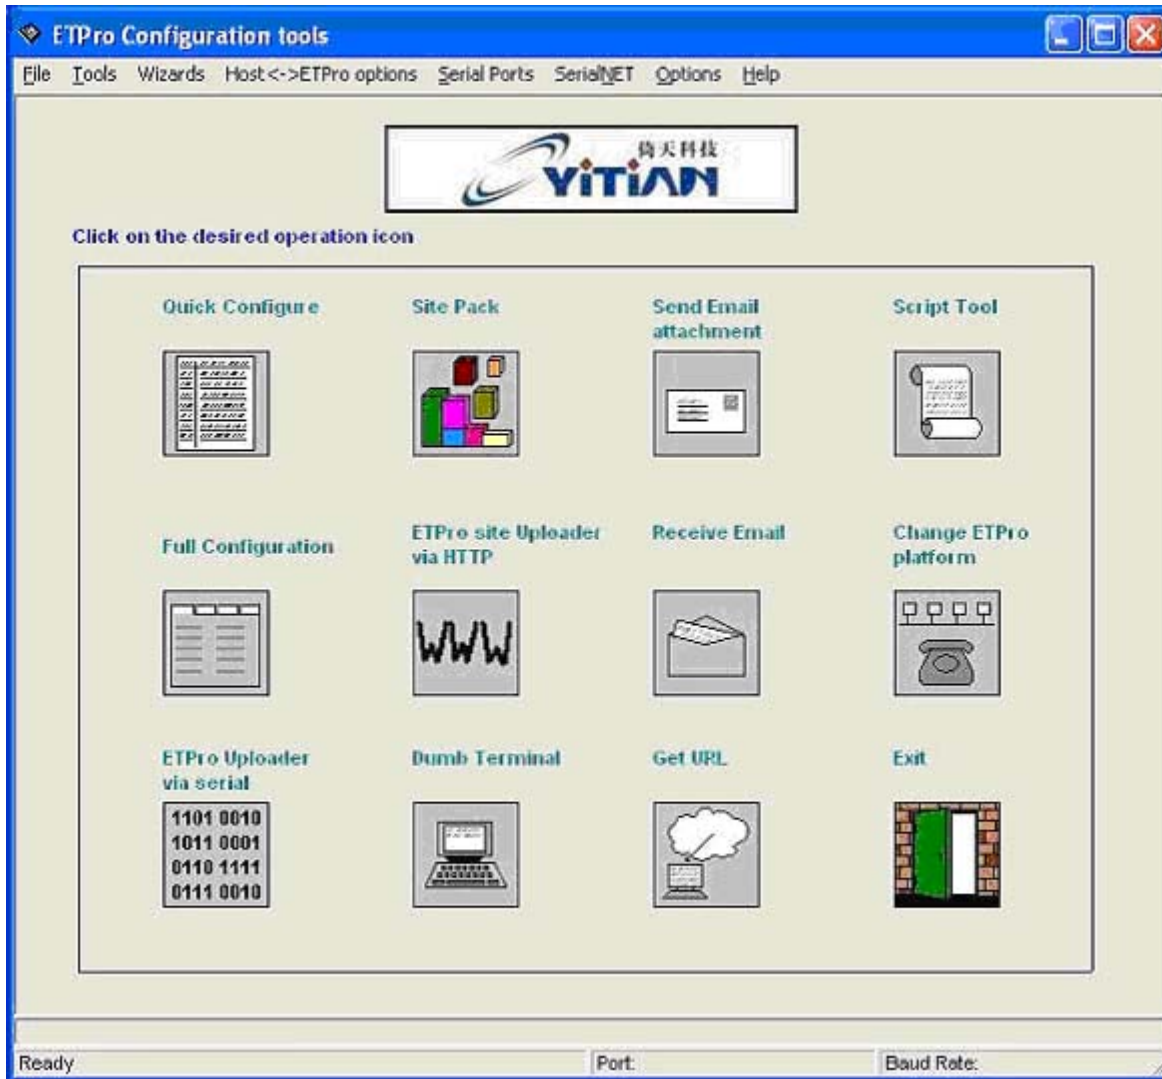 ETPro Configuration tools
File Tools Wizards Host<->ETPro options Serial Ports SerialNET Options Help
倚天科技
YiTiAN
Click on the desired operation icon
Quick Configure
Site Pack
Send Email
attachment
Script Tool
Full Configuration
ETPro site Uploader
via HTTP
WWW
Receive Email
Change ETPro
platform
ETPro Uploader
via serial
1101 0010
1011 0001
0110 1111
0111 0010
Dumb Terminal
Get URL
Exit
Ready Port: Baud Rate: